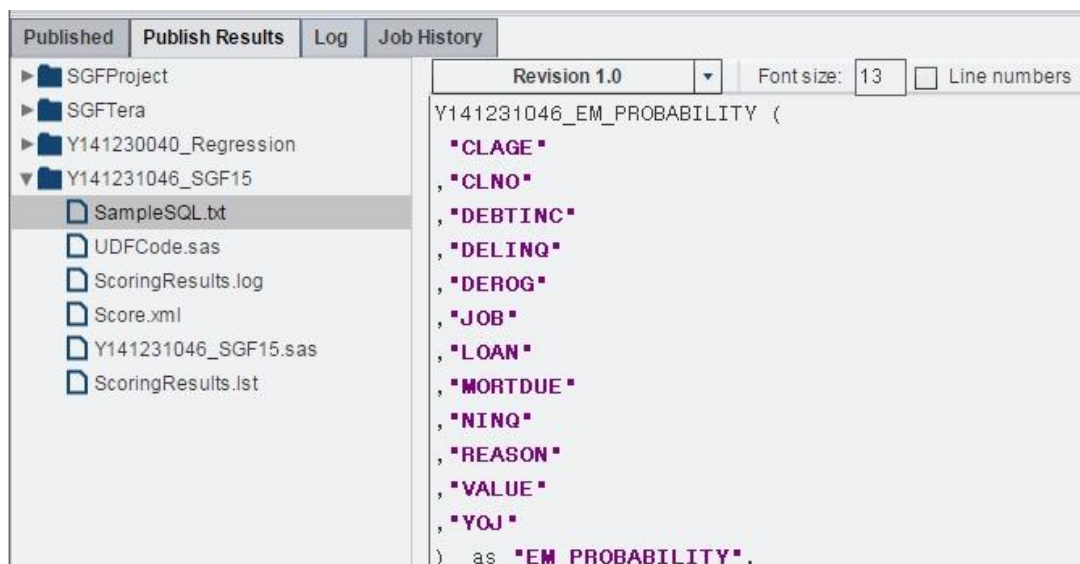 Published Publish Results Log Job History
SGFProject
SGFTera
Y141230040_Regression
Y141231046_SGF15
SampleSQL.txt
UDFCode.sas
ScoringResults.log
Score.xml
Y141231046_SGF15.sas
ScoringResults.lst
Revision 1.0 Font size: 13 Line numbers
Y141231046_EM_PROBABILITY (
"CLAGE"
,"CLNO"
,"DEBTINC"
,"DELINQ"
,"DEROG"
,"JOB"
,"LOAN"
,"MORTDUE"
,"NINQ"
,"REASON"
,"VALUE"
,"YOJ"
) as "EM_PROBABILITY",